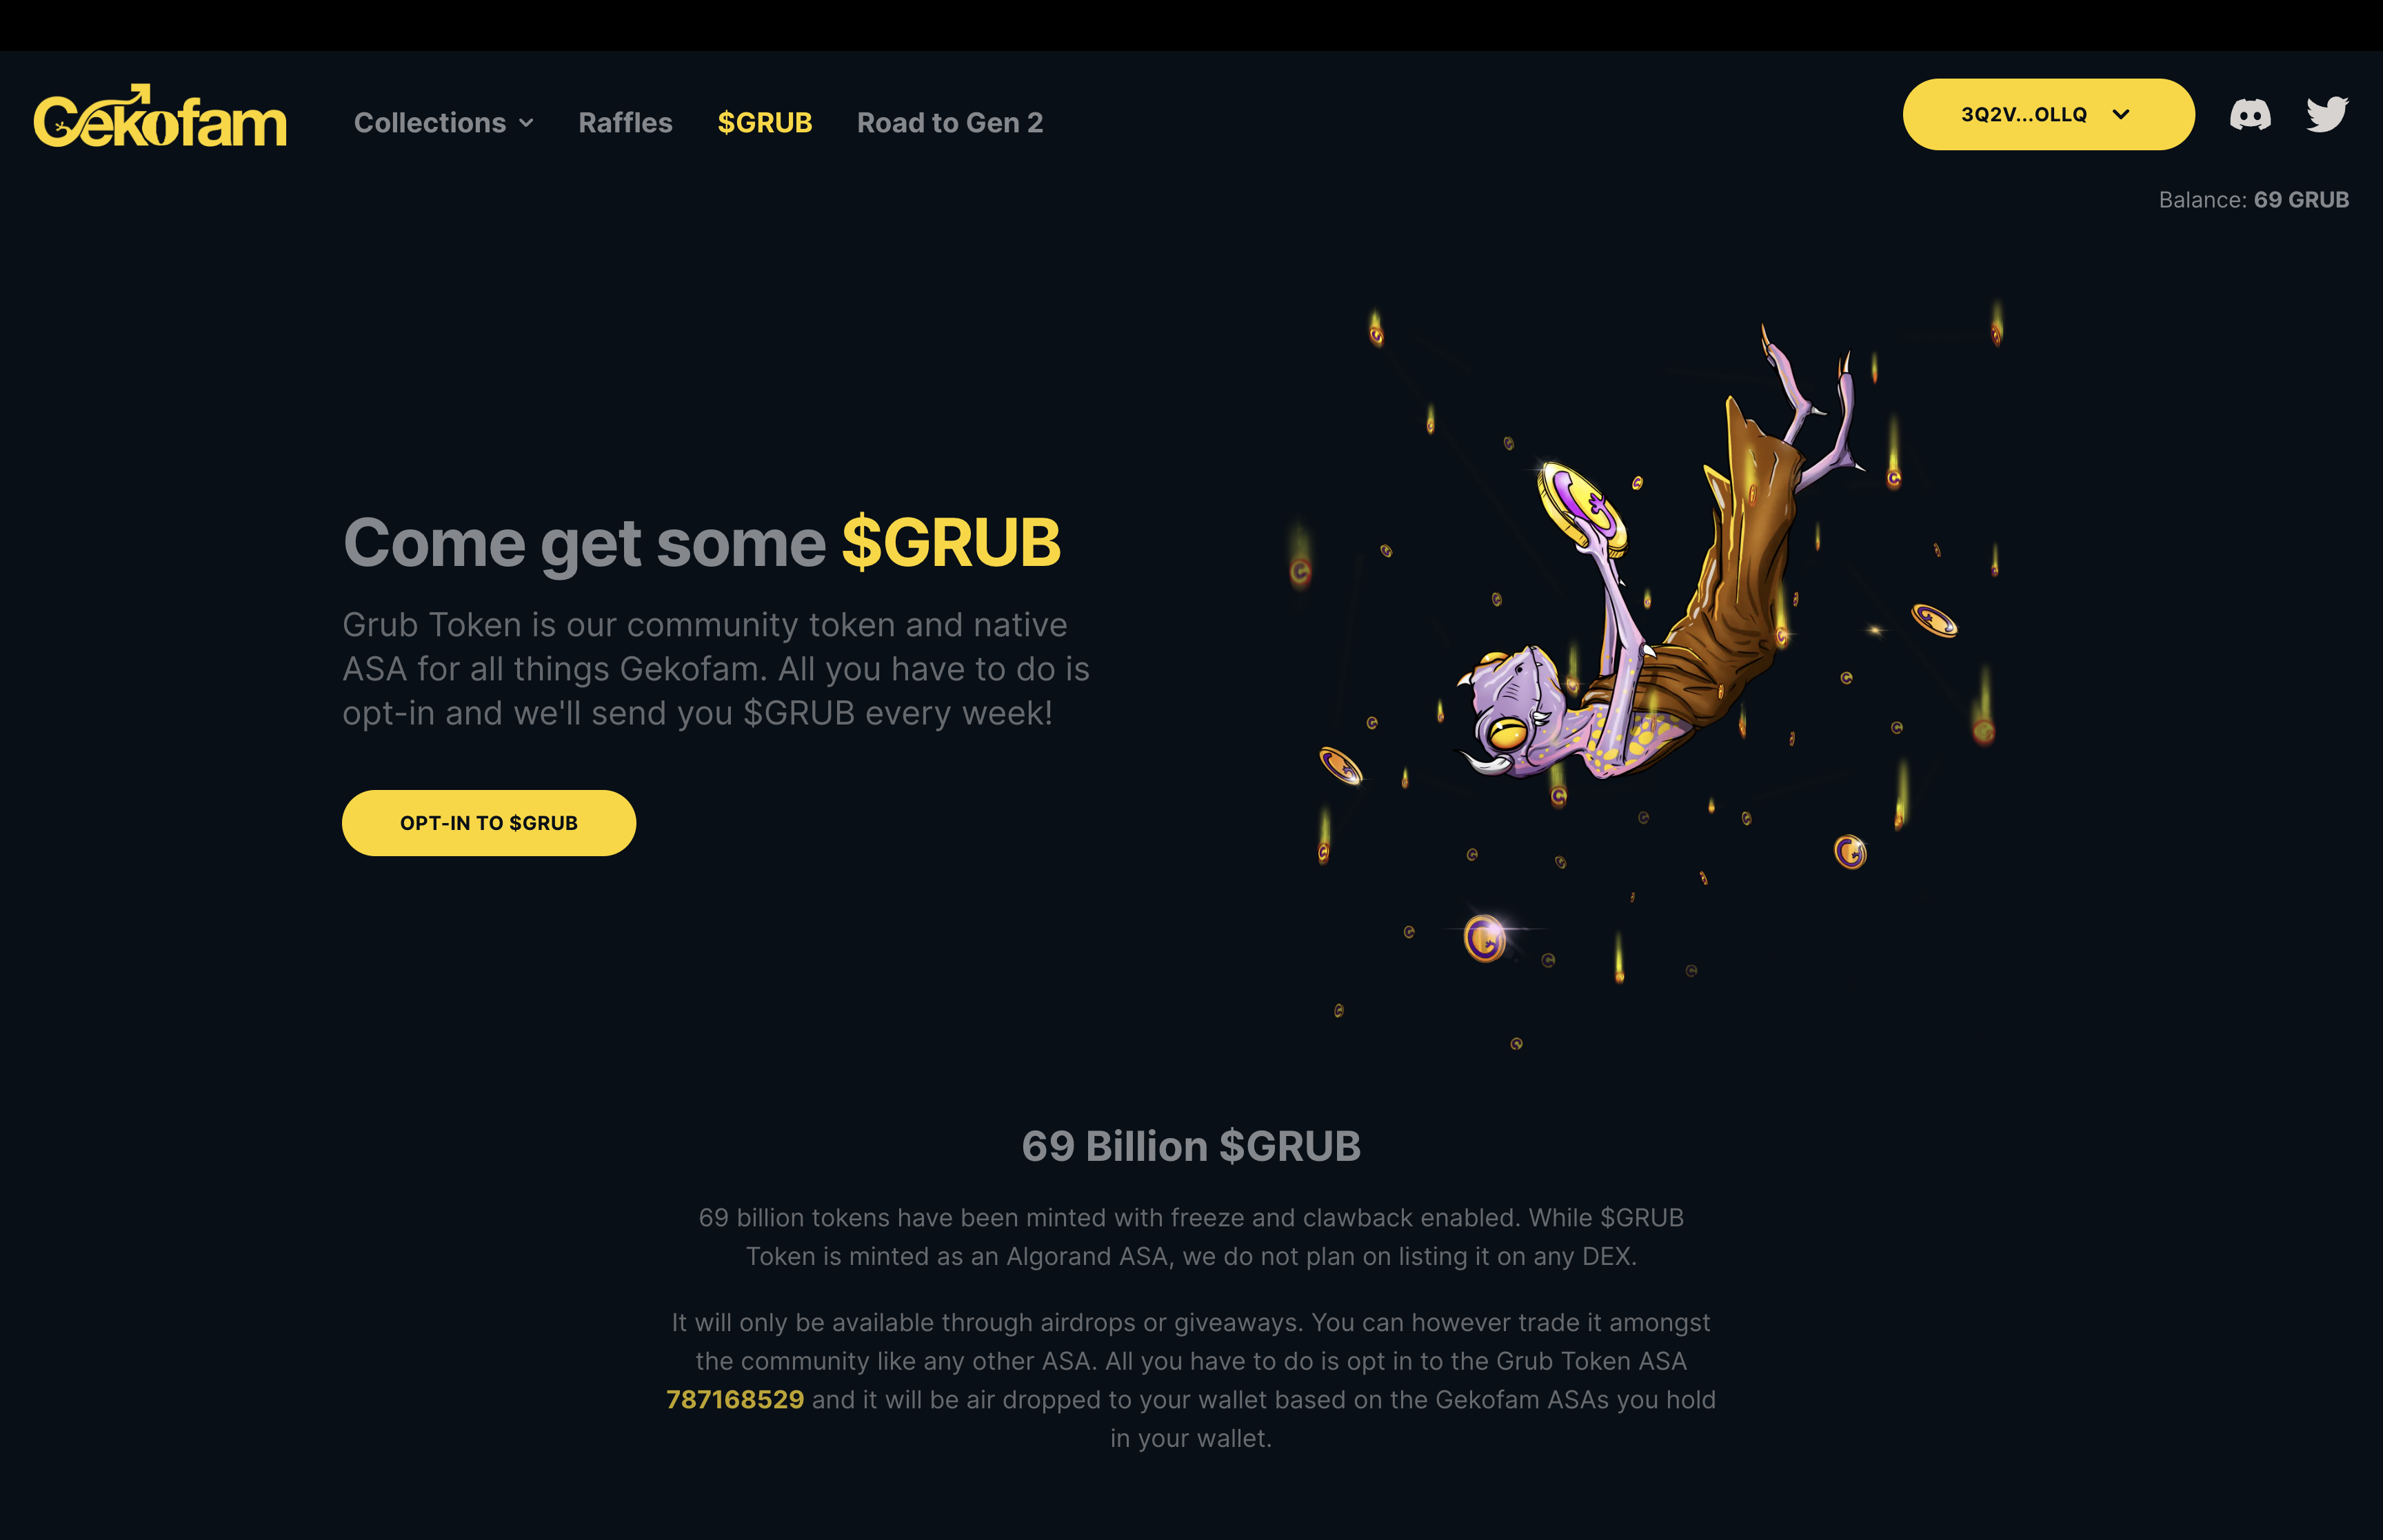 Gekofam
Collections
Raffles
$GRUB
Road to Gen 2
3Q2V...OLLQ
Balance: 69 GRUB
Come get some $GRUB
Grub Token is our community token and native
ASA for all things Gekofam. All you have to do is
opt-in and we'll send you $GRUB every week!
OPT-IN TO $GRUB
69 Billion $GRUB
69 billion tokens have been minted with freeze and clawback enabled. While $GRUB
Token is minted as an Algorand ASA, we do not plan on listing it on any DEX.
It will only be available through airdrops or giveaways. You can however trade it amongst
the community like any other ASA. All you have to do is opt in to the Grub Token ASA
787168529 and it will be air dropped to your wallet based on the Gekofam ASAs you hold
in your wallet.